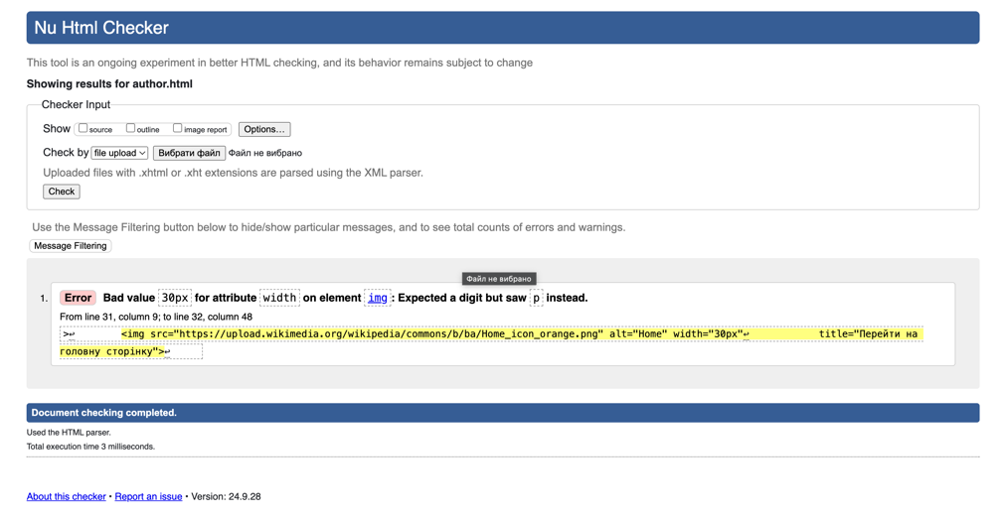 Nu Html Checker
This tool is an ongoing experiment in better HTML checking, and its behavior remains subject to change
Showing results for author.html
Checker Input
Show source outline image report Options...
Check by file upload Вибрати файл Файл не вибрано
Uploaded files with .xhtml or .xht extensions are parsed using the XML parser.
Check
Use the Message Filtering button below to hide/show particular messages, and to see total counts of errors and warnings.
Message Filtering
Файл не вибрано
1. Error Bad value 30px for attribute width on element img: Expected a digit but saw p instead.
From line 31, column 9; to line 32, column 48
>↩ <img src="https://upload.wikimedia.org/wikipedia/commons/b/ba/Home_icon_orange.png" alt="Home" width="30px"↩ title="Перейти на
головну сторінку">↩
Document checking completed.
Used the HTML parser.
Total execution time 3 milliseconds.
About this checker • Report an issue • Version: 24.9.28